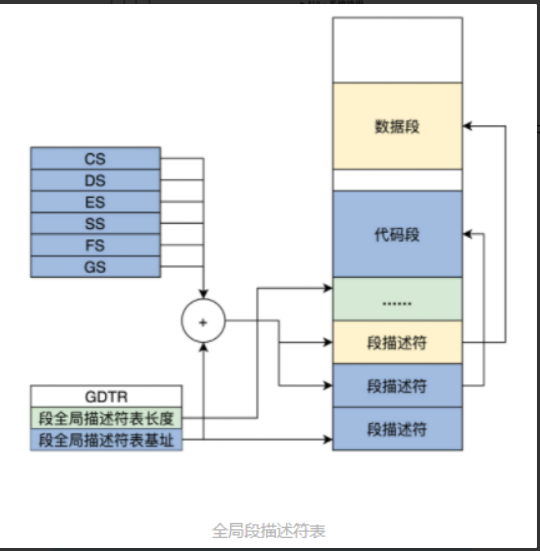 数据段
CS
DS
ES
SS
FS
GS
代码段
......
+
段描述符
段描述符
GDTR
段全局描述符表长度
段全局描述符表基址
段描述符
全局段描述符表